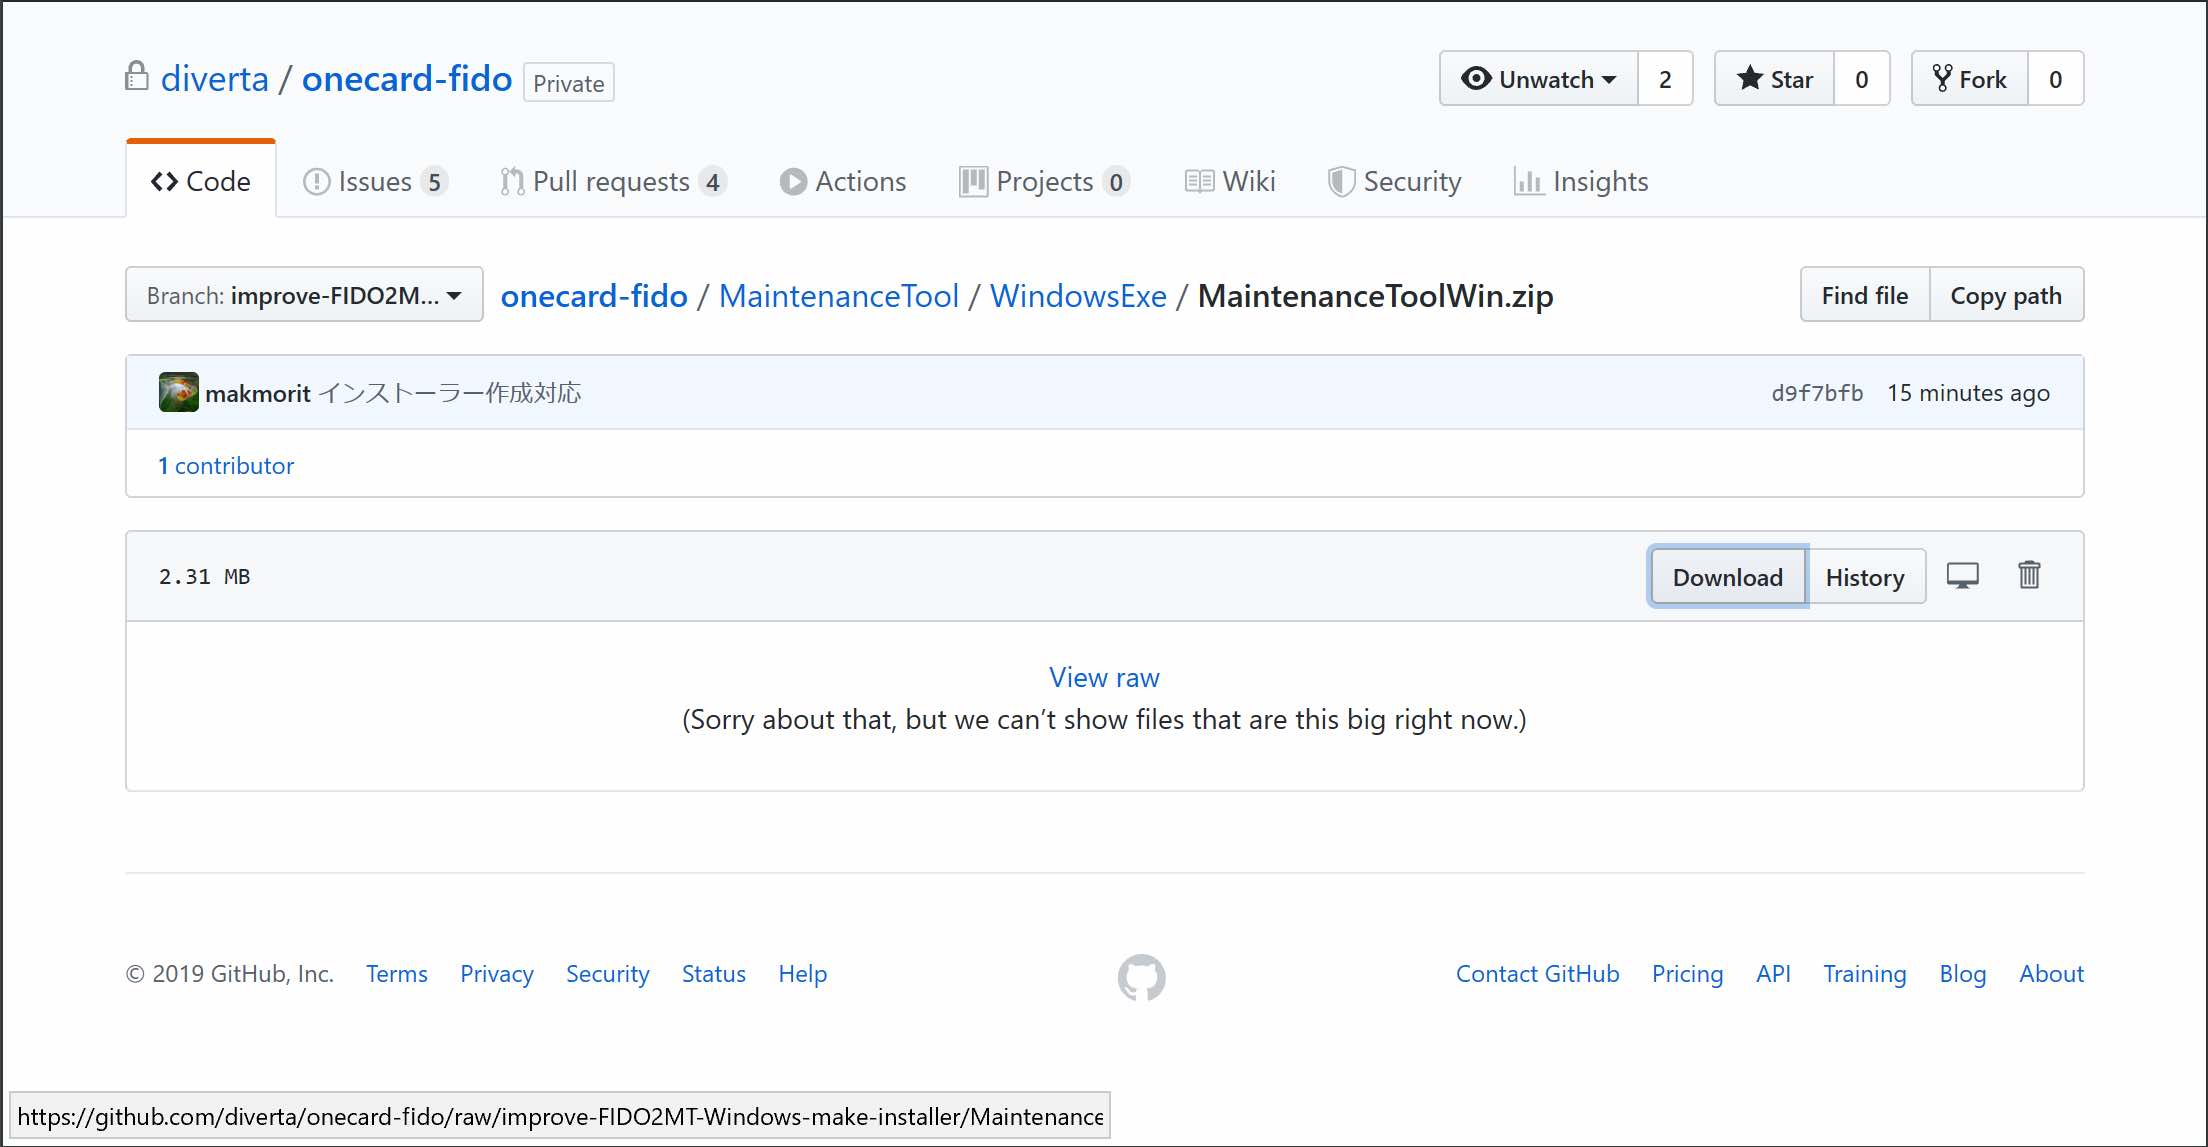 diverta / onecard-fido Private
Unwatch 2 Star 0 Fork 0
Code Issues 5 Pull requests 4 Actions Projects 0 Wiki Security Insights
Branch: improve-FIDO2M... onecard-fido / MaintenanceTool / WindowsExe / MaintenanceToolWin.zip Find file Copy path
makmorit インストーラー作成対応 d9f7bfb 15 minutes ago
1 contributor
2.31 MB Download History
View raw
(Sorry about that, but we can’t show files that are this big right now.)
© 2019 GitHub, Inc. Terms Privacy Security Status Help Contact GitHub Pricing API Training Blog About
https://github.com/diverta/onecard-fido/raw/improve-FIDO2MT-Windows-make-installer/Maintenance